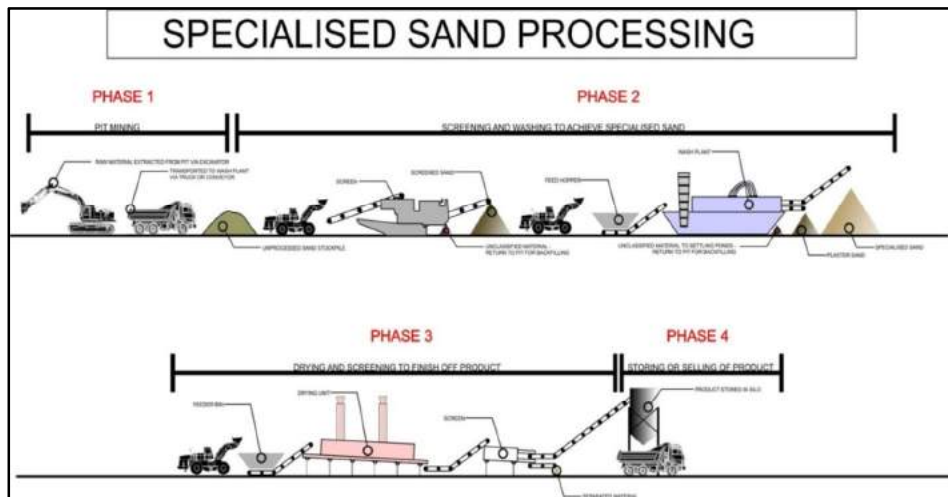 SPECIALISED SAND PROCESSING
PHASE 1
PIT MINING
RAW MATERIAL EXTRACTED FROM PIT VIA EXCAVATOR
TRANSPORTED TO WASH PLANT
VIA TRUCK OR CONVEYOR
UNPROCESSED SAND STOCKPILE
PHASE 2
SCREENING AND WASHING TO ACHIEVE SPECIALISED SAND
SCREEN
SCREENED SAND
UNCLASSIFIED MATERIAL -
RETURN TO PIT FOR BACKFILLING
FEED HOPPER
WASH PLANT
UNCLASSIFIED MATERIAL TO SETTLING PONDS -
RETURN TO PIT FOR BACKFILLING
PLASTER SAND
SPECIALISED SAND
PHASE 3
DRYING AND SCREENING TO FINISH OFF PRODUCT
FEEDER BIN
DRYING UNIT
SCREEN
SEPARATED MATERIAL
PHASE 4
STORING OR SELLING OF PRODUCT
PRODUCT STORED IN SILO